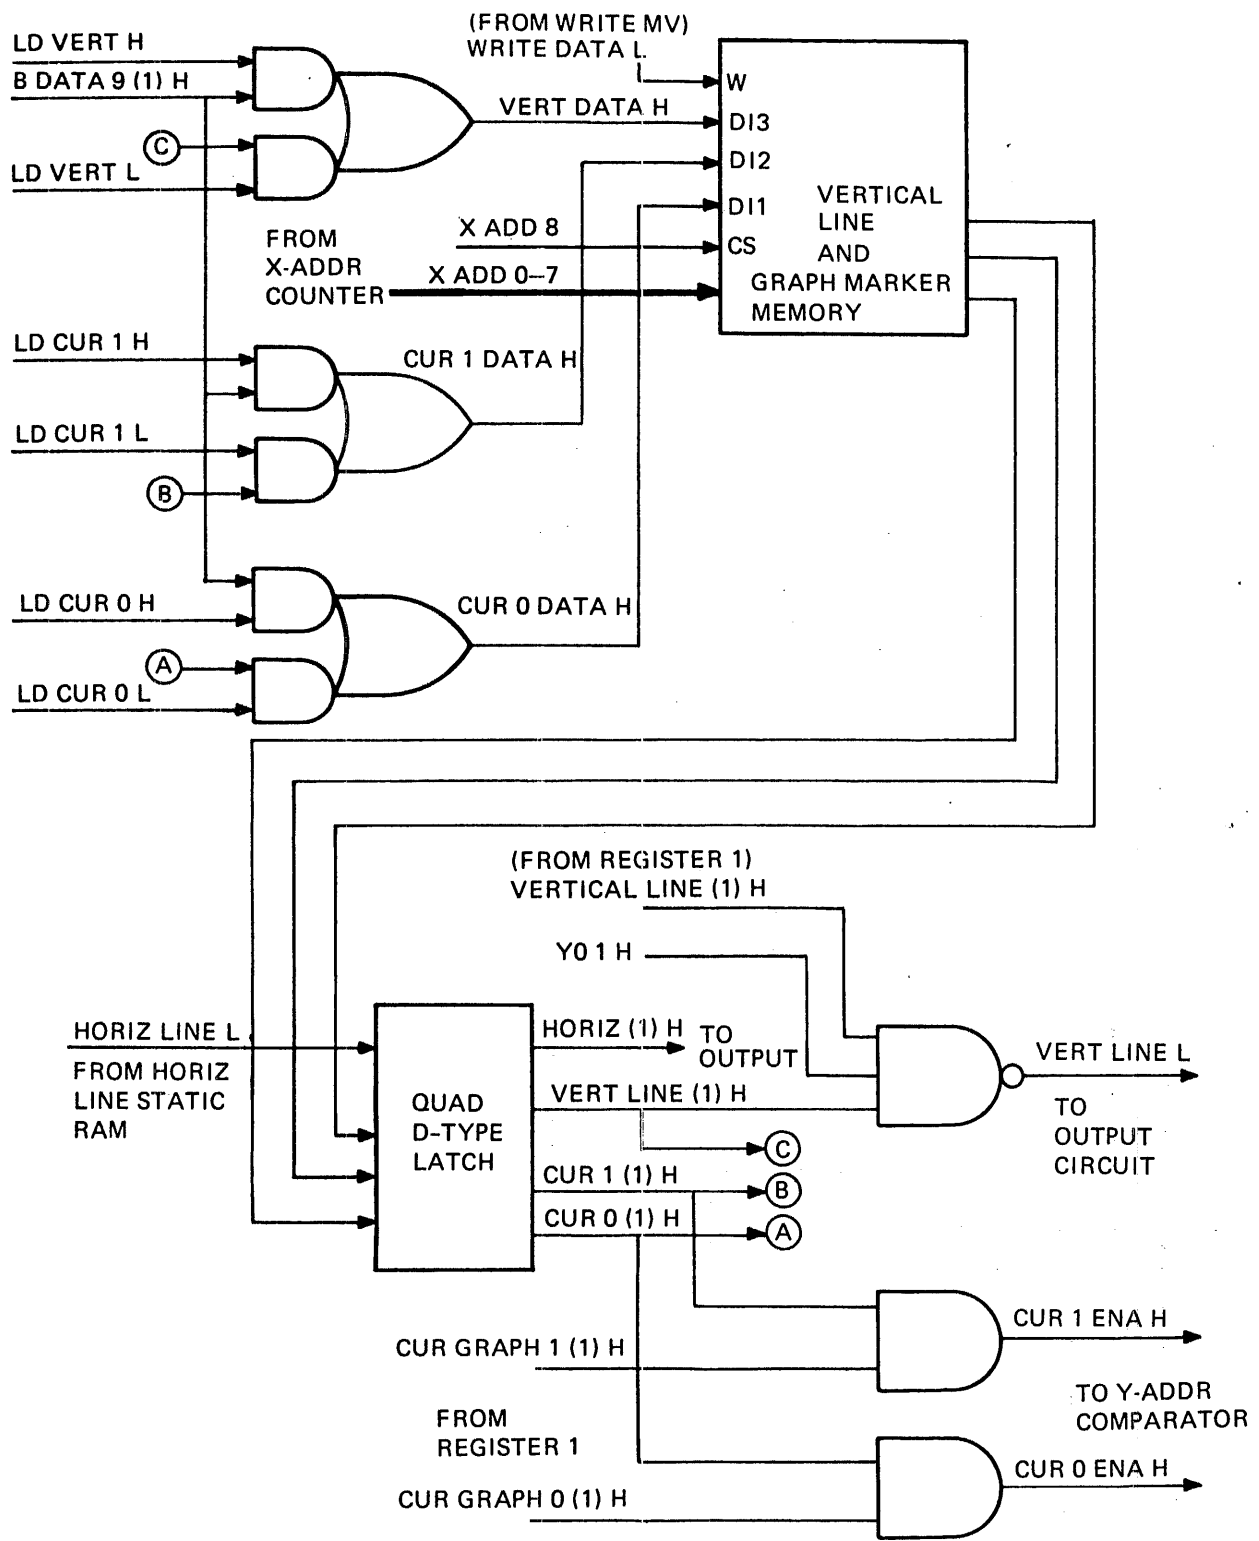 (FROM WRITE MV)
WRITE DATA L
LD VERT H
B DATA 9 (1) H
C
LD VERT L
VERT DATA H
W
DI3
DI2
DI1
CS
VERTICAL
LINE
AND
GRAPH MARKER
MEMORY
X ADD 8
FROM
X-ADDR
COUNTER
X ADD 0–7
LD CUR 1 H
CUR 1 DATA H
LD CUR 1 L
B
LD CUR 0 H
CUR 0 DATA H
A
LD CUR 0 L
(FROM REGISTER 1)
VERTICAL LINE (1) H
Y0 1 H
HORIZ LINE L
FROM HORIZ
LINE STATIC
RAM
QUAD
D-TYPE
LATCH
HORIZ (1) H
TO
OUTPUT
VERT LINE (1) H
C
CUR 1 (1) H
B
CUR 0 (1) H
A
VERT LINE L
TO
OUTPUT
CIRCUIT
CUR GRAPH 1 (1) H
CUR 1 ENA H
TO Y-ADDR
COMPARATOR
FROM
REGISTER 1
CUR GRAPH 0 (1) H
CUR 0 ENA H